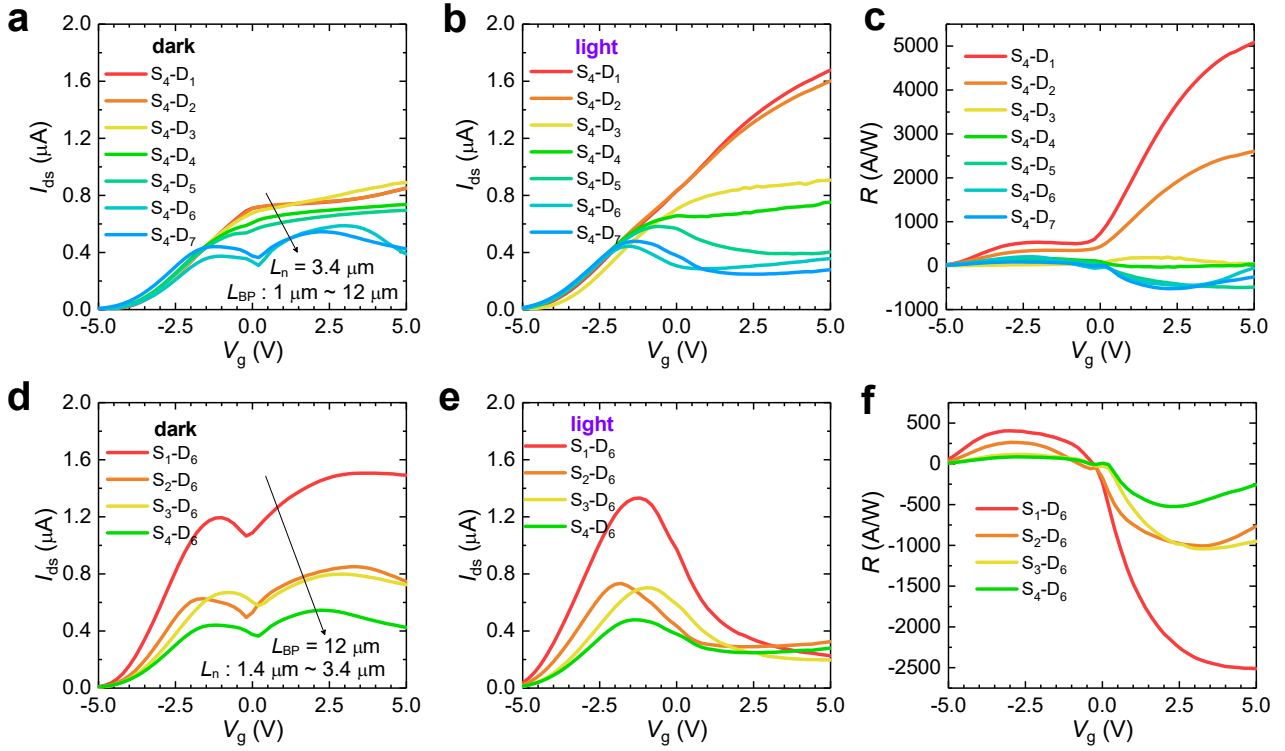 a
dark
S₄-D₁
S₄-D₂
S₄-D₃
S₄-D₄
S₄-D₅
S₄-D₆
S₄-D₇
Lₙ = 3.4 μm
L_BP : 1 μm ~ 12 μm
2.0
1.6
1.2
0.8
0.4
0.0
I_ds (μA)
-5.0
-2.5
0.0
2.5
5.0
V_g (V)
b
light
S₄-D₁
S₄-D₂
S₄-D₃
S₄-D₄
S₄-D₅
S₄-D₆
S₄-D₇
2.0
1.6
1.2
0.8
0.4
0.0
I_ds (μA)
-5.0
-2.5
0.0
2.5
5.0
V_g (V)
c
S₄-D₁
S₄-D₂
S₄-D₃
S₄-D₄
S₄-D₅
S₄-D₆
S₄-D₇
5000
4000
3000
2000
1000
0
-1000
R (A/W)
-5.0
-2.5
0.0
2.5
5.0
V_g (V)
d
dark
S₁-D₆
S₂-D₆
S₃-D₆
S₄-D₆
L_BP = 12 μm
Lₙ : 1.4 μm ~ 3.4 μm
2.0
1.6
1.2
0.8
0.4
0.0
I_ds (μA)
-5.0
-2.5
0.0
2.5
5.0
V_g (V)
e
light
S₁-D₆
S₂-D₆
S₃-D₆
S₄-D₆
2.0
1.6
1.2
0.8
0.4
0.0
I_ds (μA)
-5.0
-2.5
0.0
2.5
5.0
V_g (V)
f
S₁-D₆
S₂-D₆
S₃-D₆
S₄-D₆
500
0
-500
-1000
-1500
-2000
-2500
R (A/W)
-5.0
-2.5
0.0
2.5
5.0
V_g (V)